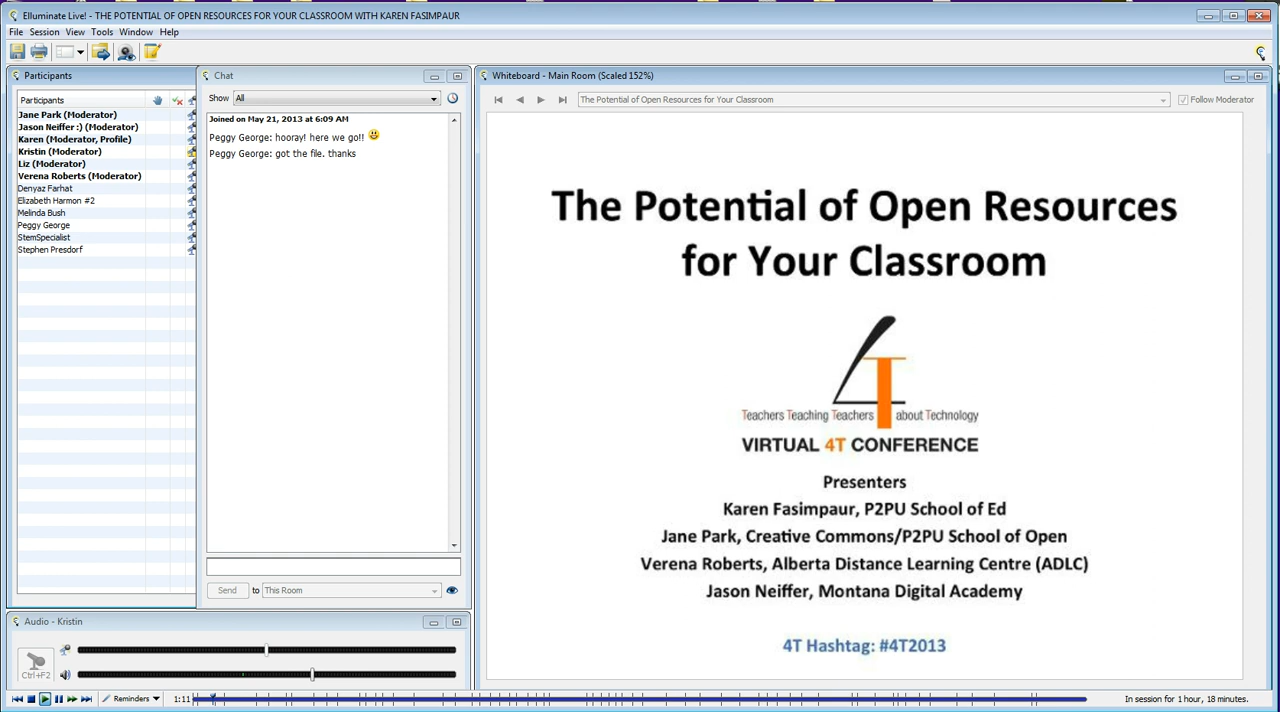 Elluminate Live! - THE POTENTIAL OF OPEN RESOURCES FOR YOUR CLASSROOM WITH KAREN FASIMPAUR
File Session View Tools Window Help
Participants
Participants
Jane Park (Moderator)
Jason Neiffer :) (Moderator)
Karen (Moderator, Profile)
Kristin (Moderator)
Liz (Moderator)
Verena Roberts (Moderator)
Denyaz Farhat
Elizabeth Harmon #2
Melinda Bush
Peggy George
StemSpecialist
Stephen Presdorf
Chat
Show All
Joined on May 21, 2013 at 6:09 AM
Peggy George: hooray! here we go!!
Peggy George: got the file. thanks
Send to This Room
Audio - Kristin
Ctrl+F2
Reminders 1:11
Whiteboard - Main Room (Scaled 152%)
The Potential of Open Resources for Your Classroom
Follow Moderator
The Potential of Open Resources
for Your Classroom
4T
Teachers Teaching Teachers about Technology
VIRTUAL 4T CONFERENCE
Presenters
Karen Fasimpaur, P2PU School of Ed
Jane Park, Creative Commons/P2PU School of Open
Verena Roberts, Alberta Distance Learning Centre (ADLC)
Jason Neiffer, Montana Digital Academy
4T Hashtag: #4T2013
In session for 1 hour, 18 minutes.